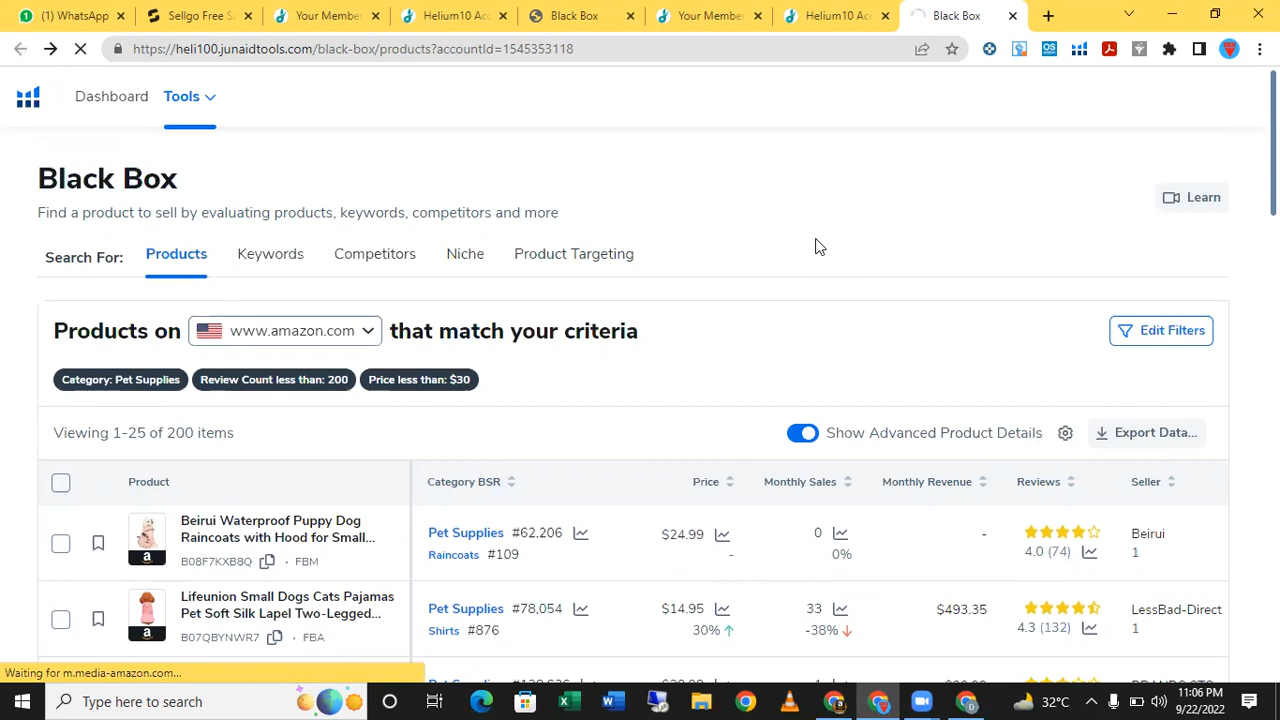 (1) WhatsApp
Sellgo Free S
Your Member
Helium10 Acc
Black Box
Your Member
Helium10 Acc
Black Box
https://heli100.junaidtools.com/black-box/products?accountId=1545353118
Dashboard
Tools
Black Box
Find a product to sell by evaluating products, keywords, competitors and more
Learn
Search For:
Products
Keywords
Competitors
Niche
Product Targeting
Products on www.amazon.com that match your criteria
Edit Filters
Category: Pet Supplies Review Count less than: 200 Price less than: $30
Viewing 1-25 of 200 items
Show Advanced Product Details
Export Data...
Product Category BSR Price Monthly Sales Monthly Revenue Reviews Seller
Beirui Waterproof Puppy Dog
Raincoats with Hood for Small...
B08F7KXB8Q • FBM
Pet Supplies #62,206
Raincoats #109
$24.99
-
0
0%
-
4.0 (74)
Beirui
1
Lifeunion Small Dogs Cats Pajamas
Pet Soft Silk Lapel Two-Legged...
B07QBYNWR7 • FBA
Pet Supplies #78,054
Shirts #876
$14.95
30%
33
-38%
$493.35
4.3 (132)
LessBad-Direct
1
Waiting for m.media-amazon.com...
Type here to search
32°C
11:06 PM
9/22/2022